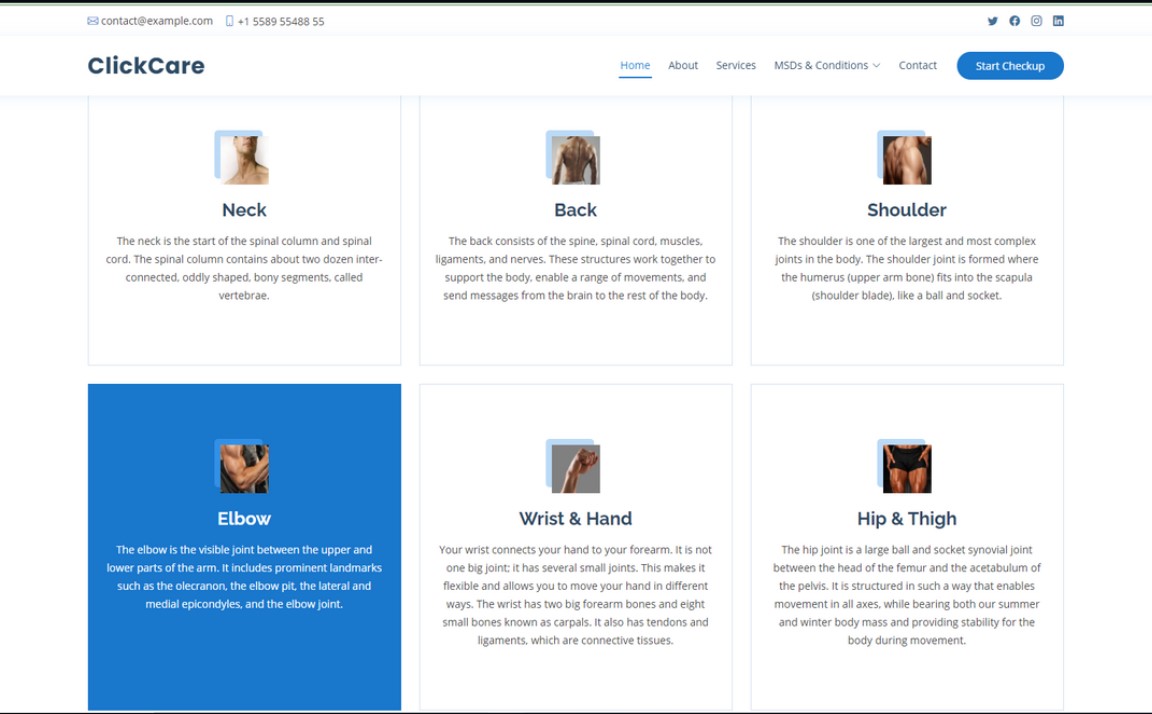 contact@example.com +1 5589 55488 55
ClickCare
Home About Services MSDs & Conditions Contact Start Checkup
Neck
The neck is the start of the spinal column and spinal
cord. The spinal column contains about two dozen inter-
connected, oddly shaped, bony segments, called
vertebrae.
Back
The back consists of the spine, spinal cord, muscles,
ligaments, and nerves. These structures work together to
support the body, enable a range of movements, and
send messages from the brain to the rest of the body.
Shoulder
The shoulder is one of the largest and most complex
joints in the body. The shoulder joint is formed where
the humerus (upper arm bone) fits into the scapula
(shoulder blade), like a ball and socket.
Elbow
The elbow is the visible joint between the upper and
lower parts of the arm. It includes prominent landmarks
such as the olecranon, the elbow pit, the lateral and
medial epicondyles, and the elbow joint.
Wrist & Hand
Your wrist connects your hand to your forearm. It is not
one big joint; it has several small joints. This makes it
flexible and allows you to move your hand in different
ways. The wrist has two big forearm bones and eight
small bones known as carpals. It also has tendons and
ligaments, which are connective tissues.
Hip & Thigh
The hip joint is a large ball and socket synovial joint
between the head of the femur and the acetabulum of
the pelvis. It is structured in such a way that enables
movement in all axes, while bearing both our summer
and winter body mass and providing stability for the
body during movement.